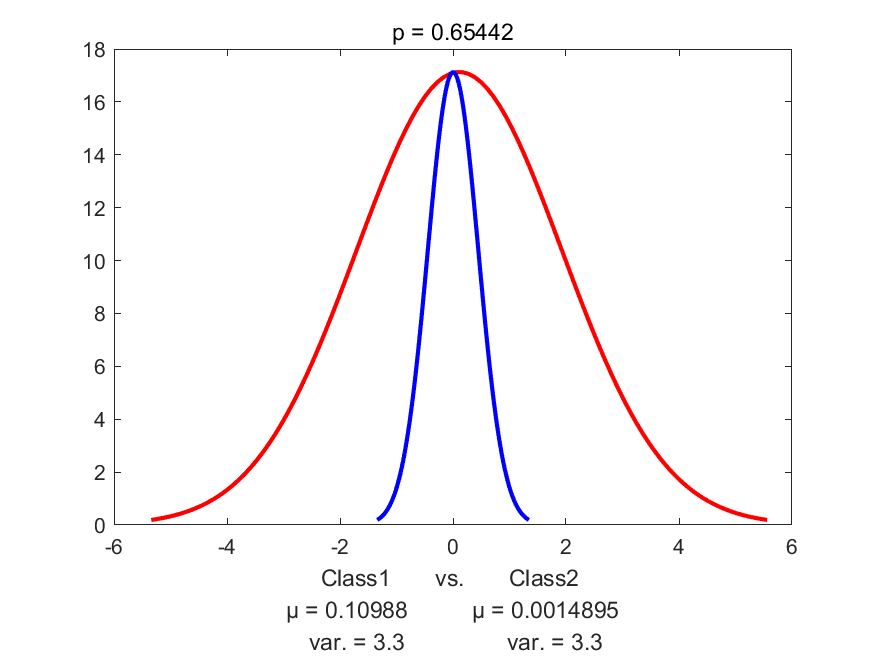 p = 0.65442
18
16
14
12
10
8
6
4
2
0
-6 -4 -2 0 2 4 6
Class1 vs. Class2
μ = 0.10988 μ = 0.0014895
var. = 3.3 var. = 3.3